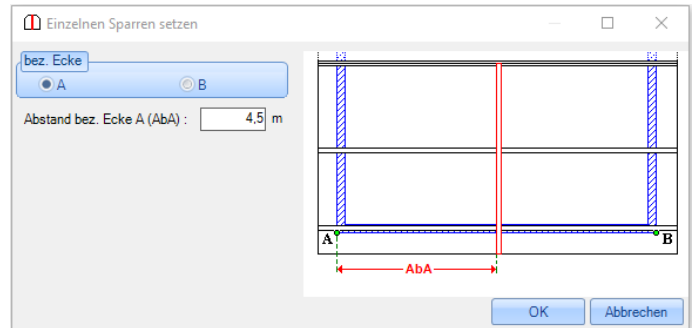 Einzelnen Sparren setzen
bez. Ecke
A
B
Abstand bez. Ecke A (AbA) :
4,5 m
A
B
AbA
OK
Abbrechen